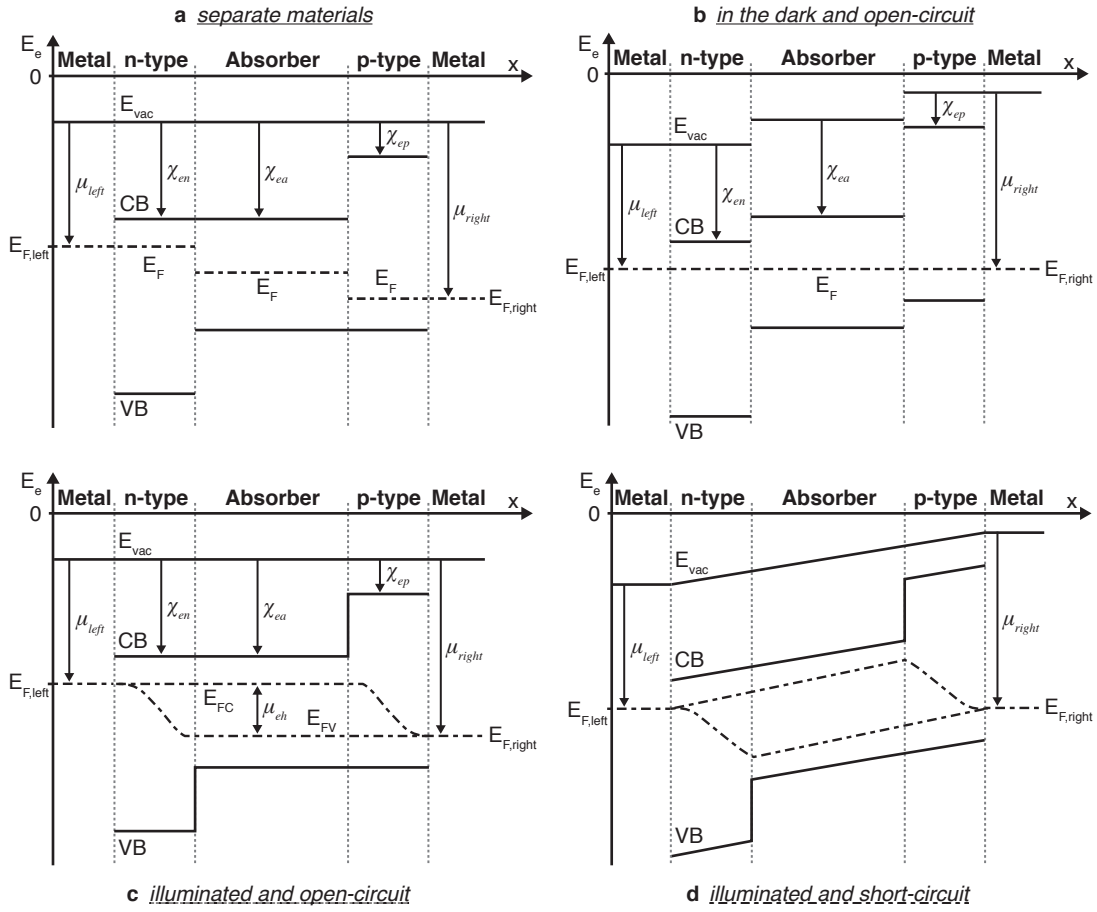 a separate materials
E_e
0
Metal n-type Absorber p-type Metal x
E_vac
μ_left χ_en χ_ea χ_ep μ_right
CB
E_F,left
E_F
E_F
E_F
E_F,right
VB
b in the dark and open-circuit
E_e
0
Metal n-type Absorber p-type Metal x
E_vac
μ_left χ_en χ_ea χ_ep μ_right
CB
E_F,left
E_F
E_F,right
VB
E_e
0
Metal n-type Absorber p-type Metal x
E_vac
μ_left χ_en χ_ea χ_ep μ_right
CB
E_F,left
E_FC μ_eh E_FV
E_F,right
VB
c illuminated and open-circuit
E_e
0
Metal n-type Absorber p-type Metal x
E_vac
μ_left μ_right
CB
E_F,left
E_F,right
VB
d illuminated and short-circuit